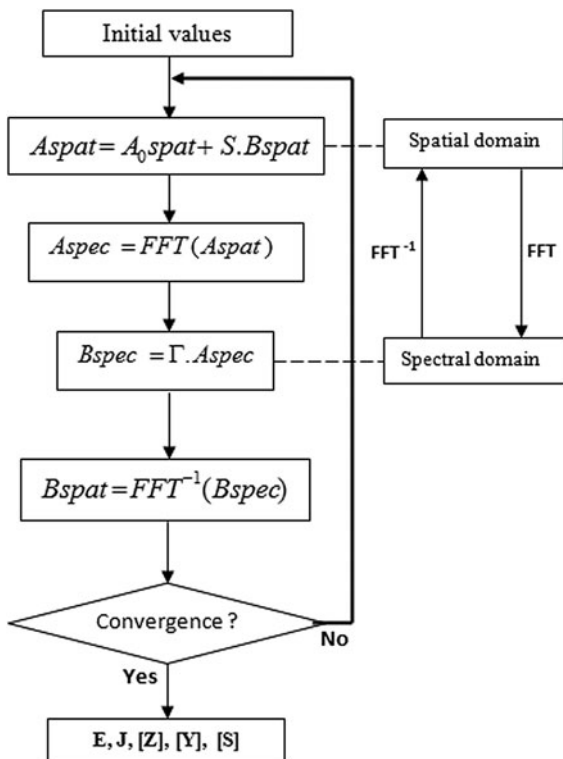 Initial values
Aspat = A₀spat + S.Bspat
Spatial domain
Aspec = FFT(Aspat)
FFT⁻¹
FFT
Bspec = Γ.Aspec
Spectral domain
Bspat = FFT⁻¹(Bspec)
Convergence ?
No
Yes
E, J, [Z], [Y], [S]